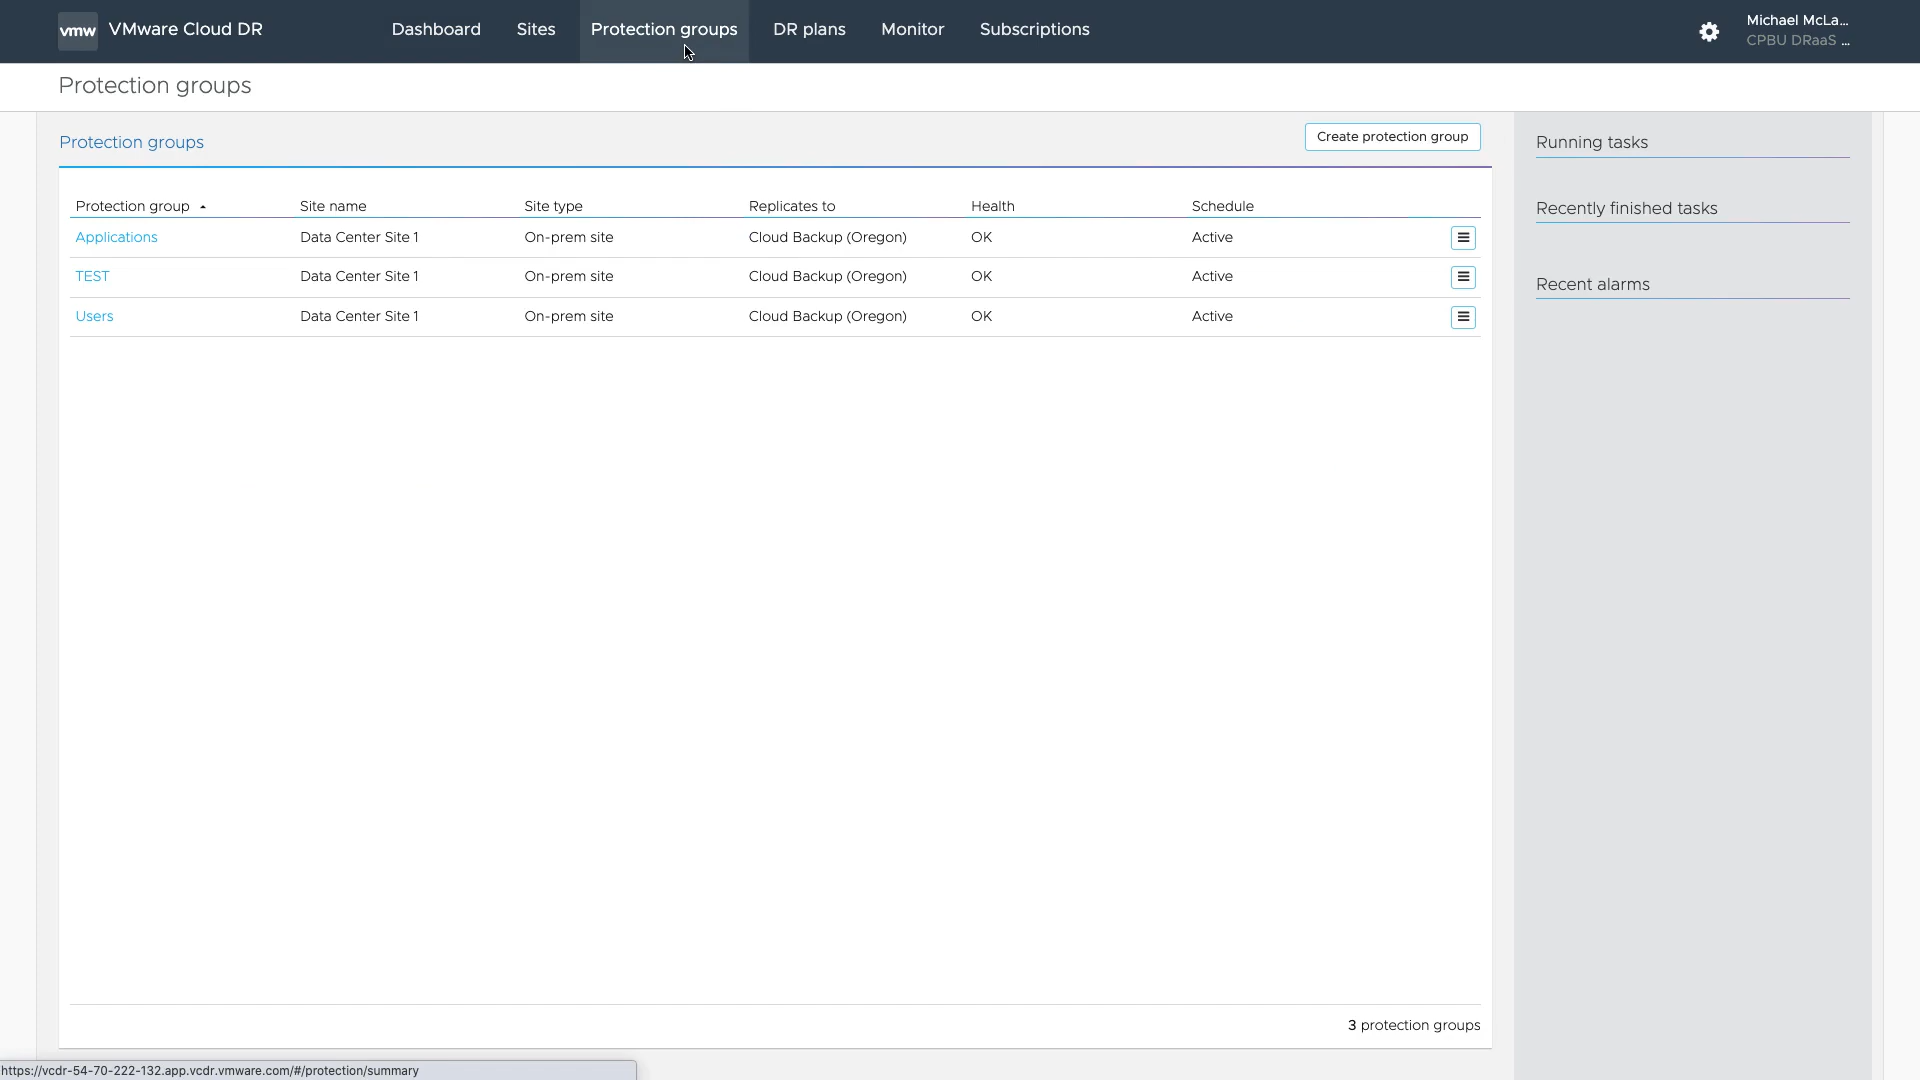 vmw VMware Cloud DR Dashboard Sites Protection groups DR plans Monitor Subscriptions Michael McLa...
CPBU DRaaS ...
Protection groups
Protection groups Create protection group
Protection group Site name Site type Replicates to Health Schedule
Applications Data Center Site 1 On-prem site Cloud Backup (Oregon) OK Active
TEST Data Center Site 1 On-prem site Cloud Backup (Oregon) OK Active
Users Data Center Site 1 On-prem site Cloud Backup (Oregon) OK Active
3 protection groups
Running tasks
Recently finished tasks
Recent alarms
https://vcdr-54-70-222-132.app.vcdr.vmware.com/#/protection/summary